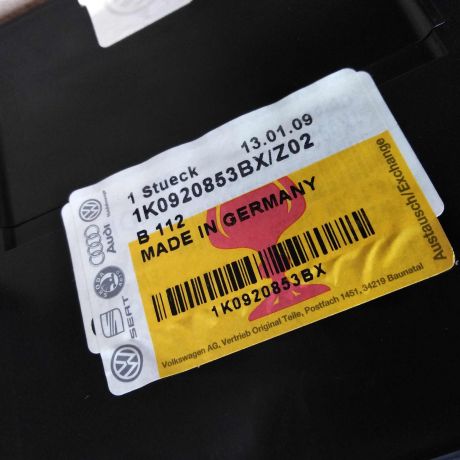 1 Stueck 13.01.09
1K0920853BX/Z02
B 112
MADE IN GERMANY
1K0920853BX
Volkswagen AG, Vertrieb Original Teile, Postfach 1451, 34219 Baunatal
Austausch/Exchange
Audi
SEAT